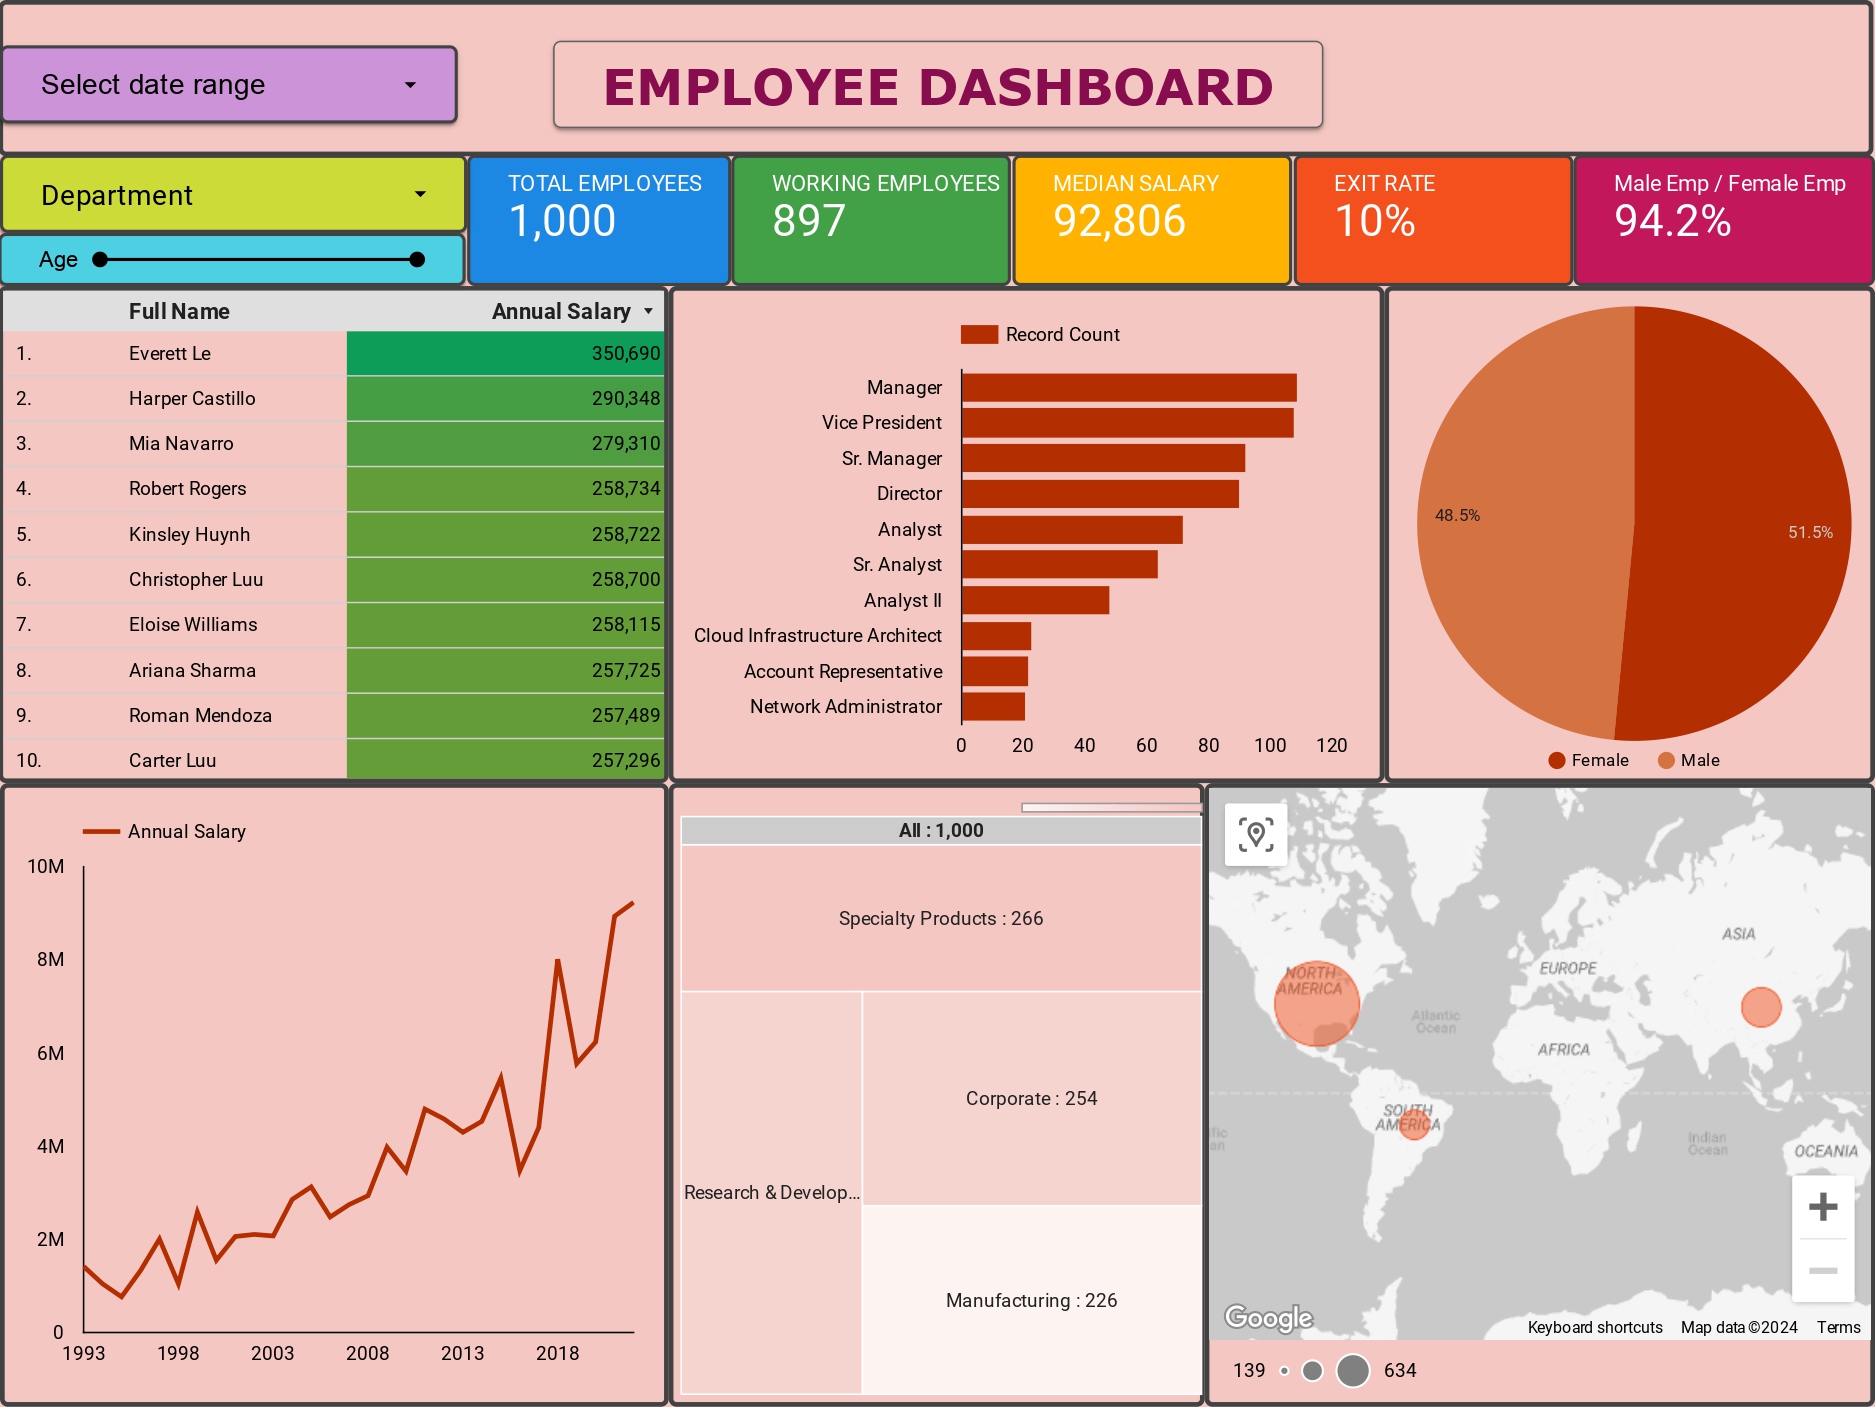 Select date range
EMPLOYEE DASHBOARD
Department
Age
TOTAL EMPLOYEES
1,000
WORKING EMPLOYEES
897
MEDIAN SALARY
92,806
EXIT RATE
10%
Male Emp / Female Emp
94.2%
Full Name Annual Salary
1. Everett Le 350,690
2. Harper Castillo 290,348
3. Mia Navarro 279,310
4. Robert Rogers 258,734
5. Kinsley Huynh 258,722
6. Christopher Luu 258,700
7. Eloise Williams 258,115
8. Ariana Sharma 257,725
9. Roman Mendoza 257,489
10. Carter Luu 257,296
Record Count
Manager
Vice President
Sr. Manager
Director
Analyst
Sr. Analyst
Analyst II
Cloud Infrastructure Architect
Account Representative
Network Administrator
0 20 40 60 80 100 120
48.5%
51.5%
Female Male
Annual Salary
10M
8M
6M
4M
2M
0
1993 1998 2003 2008 2013 2018
All : 1,000
Specialty Products : 266
Research & Develop...
Corporate : 254
Manufacturing : 226
NORTH
AMERICA
ASIA
EUROPE
Atlantic
Ocean
AFRICA
SOUTH
AMERICA
Indian
Ocean
OCEANIA
Google
Keyboard shortcuts Map data ©2024 Terms
139 634